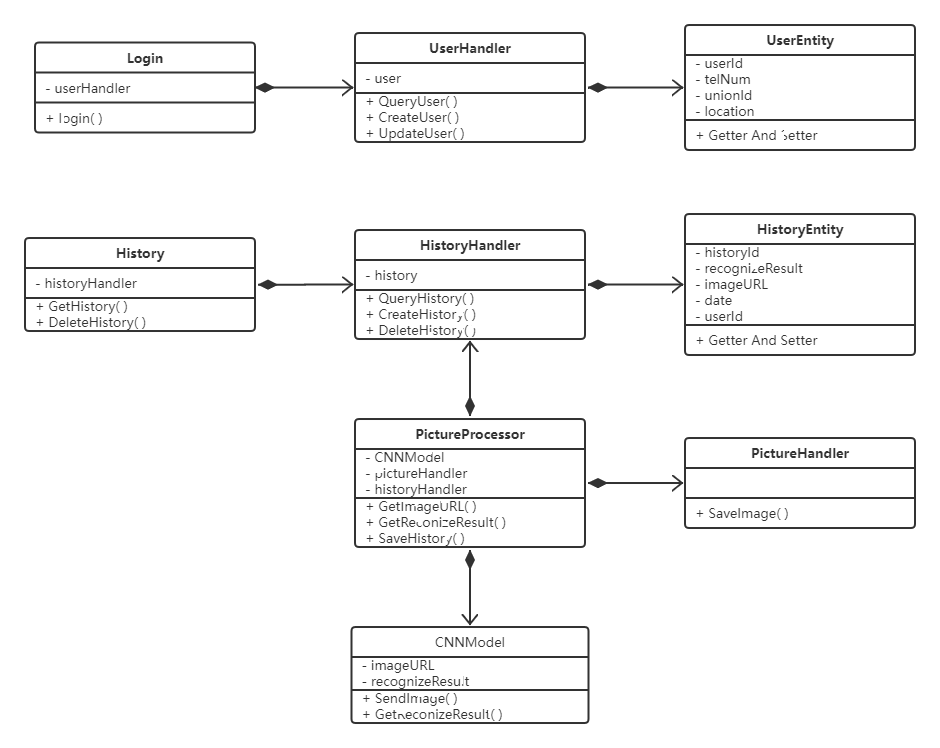 Login
- userHandler
+ login( )
UserHandler
- user
+ QueryUser( )
+ CreateUser( )
+ UpdateUser( )
UserEntity
- userId
- telNum
- unionId
- location
+ Getter And Setter
History
- historyHandler
+ GetHistory( )
+ DeleteHistory( )
HistoryHandler
- history
+ QueryHistory( )
+ CreateHistory( )
+ DeleteHistory( )
HistoryEntity
- historyId
- recognizeResult
- imageURL
- date
- userId
+ Getter And Setter
PictureProcessor
- CNNModel
- pictureHandler
- historyHandler
+ GetImageURL( )
+ GetReconizeResult( )
+ SaveHistory( )
PictureHandler
+ SaveImage( )
CNNModel
- imageURL
- recognizeResult
+ SendImage( )
+ GetReconizeResult( )